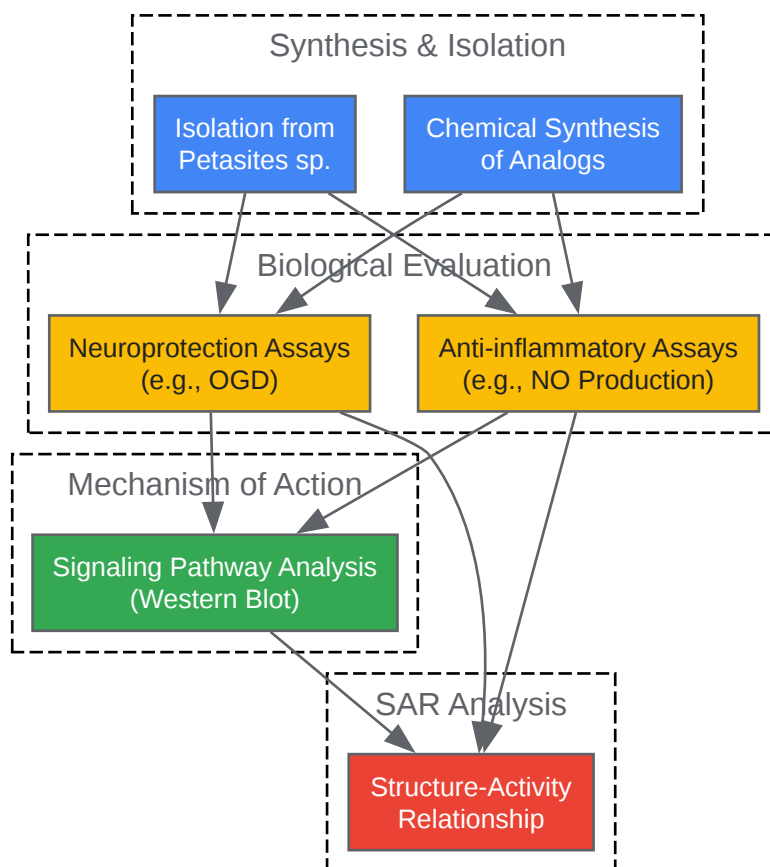 Synthesis & Isolation
Isolation from
Petasites sp.
Chemical Synthesis
of Analogs
Biological Evaluation
Neuroprotection Assays
(e.g., OGD)
Anti-inflammatory Assays
(e.g., NO Production)
Mechanism of Action
Signaling Pathway Analysis
(Western Blot)
SAR Analysis
Structure-Activity
Relationship